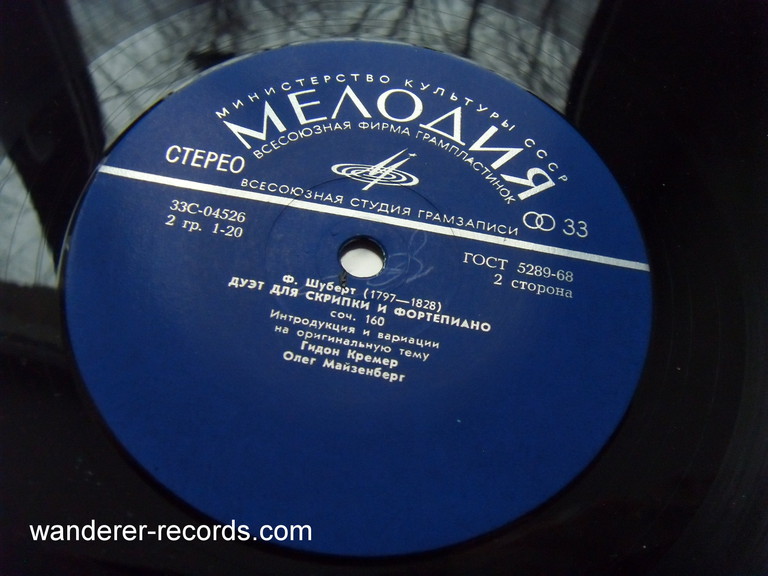 МИНИСТЕРСТВО КУЛЬТУРЫ СССР
МЕЛОДИЯ
ВСЕСОЮЗНАЯ ФИРМА ГРАМПЛАСТИНОК
СТЕРЕО
ВСЕСОЮЗНАЯ СТУДИЯ ГРАМЗАПИСИ
33
33С-04526
2 гр. 1-20
ГОСТ 5289-68
2 сторона
Ф. Шуберт (1797—1828)
ДУЭТ ДЛЯ СКРИПКИ И ФОРТЕПИАНО
соч. 160
Интродукция и вариации
на оригинальную тему
Гидон Кремер
Олег Майзенберг
wanderer-records.com